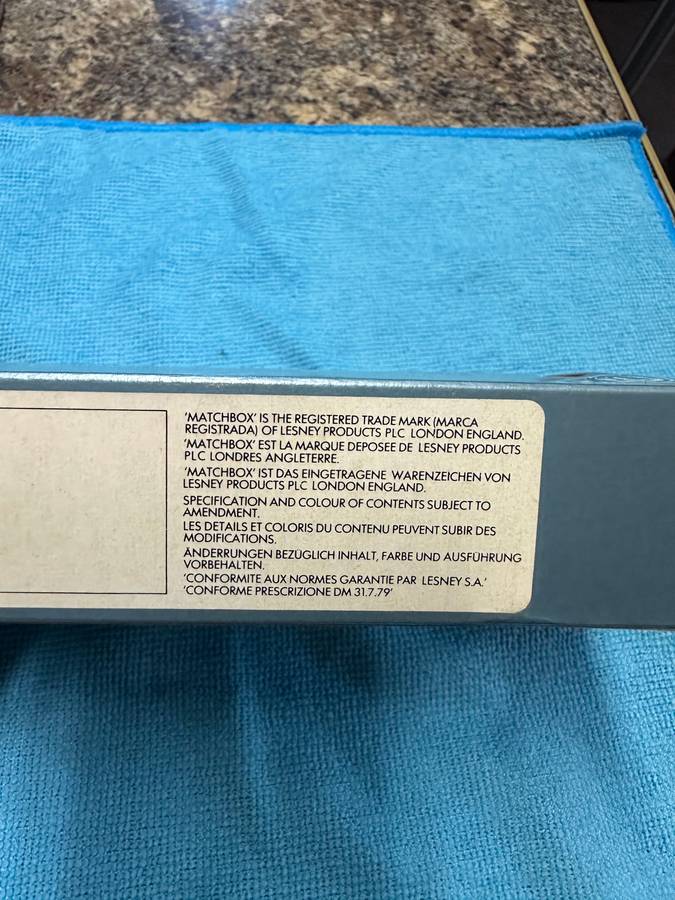 'MATCHBOX' IS THE REGISTERED TRADE MARK (MARCA
REGISTRADA) OF LESNEY PRODUCTS PLC LONDON ENGLAND.
'MATCHBOX' EST LA MARQUE DEPOSEE DE LESNEY PRODUCTS
PLC LONDRES ANGLETERRE.
'MATCHBOX' IST DAS EINGETRAGENE WARENZEICHEN VON
LESNEY PRODUCTS PLC LONDON ENGLAND.
SPECIFICATION AND COLOUR OF CONTENTS SUBJECT TO
AMENDMENT.
LES DETAILS ET COLORIS DU CONTENU PEUVENT SUBIR DES
MODIFICATIONS.
ÄNDERRUNGEN BEZÜGLICH INHALT, FARBE UND AUSFÜHRUNG
VORBEHALTEN.
'CONFORMITE AUX NORMES GARANTIE PAR LESNEY S.A.'
'CONFORME PRESCRIZIONE DM 31.7.79'